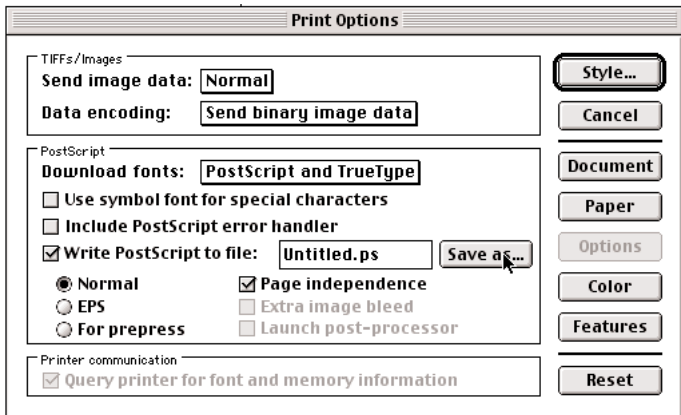 Print Options
TIFFs/Images
Send image data: Normal
Data encoding: Send binary image data
PostScript
Download fonts: PostScript and TrueType
Use symbol font for special characters
Include PostScript error handler
Write PostScript to file: Untitled.ps Save as...
Normal Page independence
EPS Extra image bleed
For prepress Launch post-processor
Printer communication
Query printer for font and memory information
Style...
Cancel
Document
Paper
Options
Color
Features
Reset